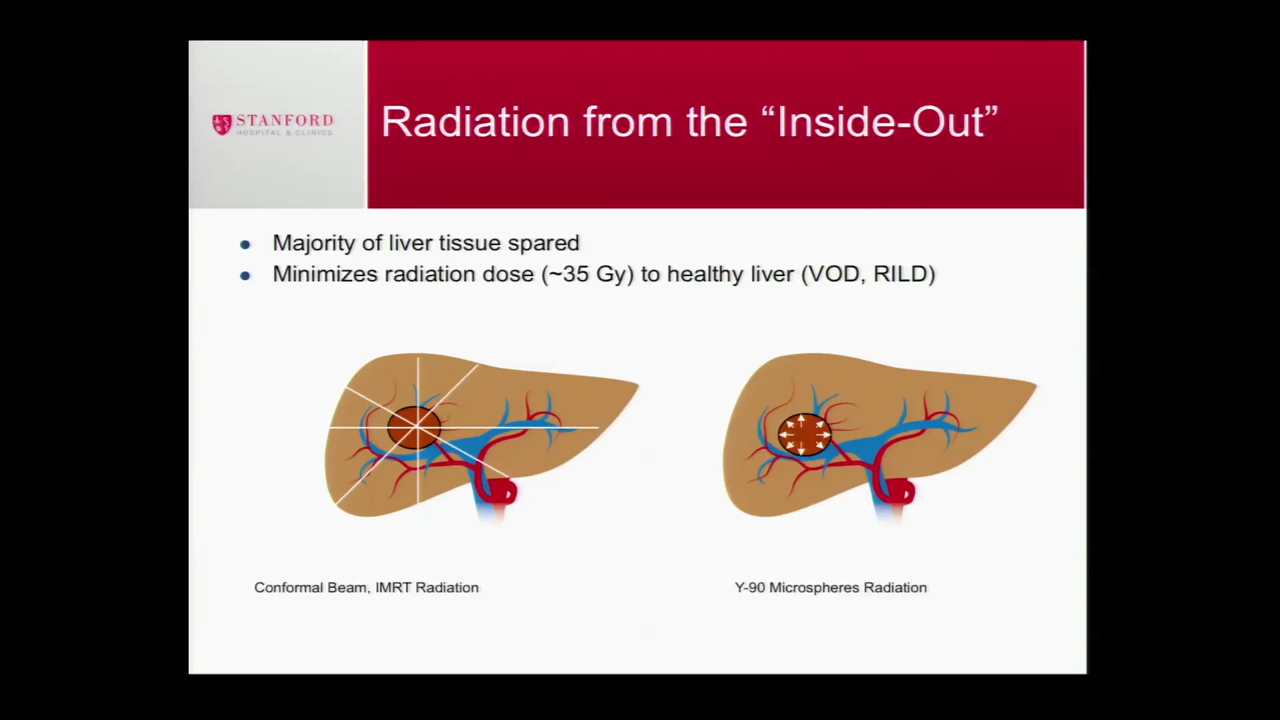 STANFORD
HOSPITAL & CLINICS
Radiation from the “Inside-Out”
Majority of liver tissue spared
Minimizes radiation dose (~35 Gy) to healthy liver (VOD, RILD)
Conformal Beam, IMRT Radiation
Y-90 Microspheres Radiation